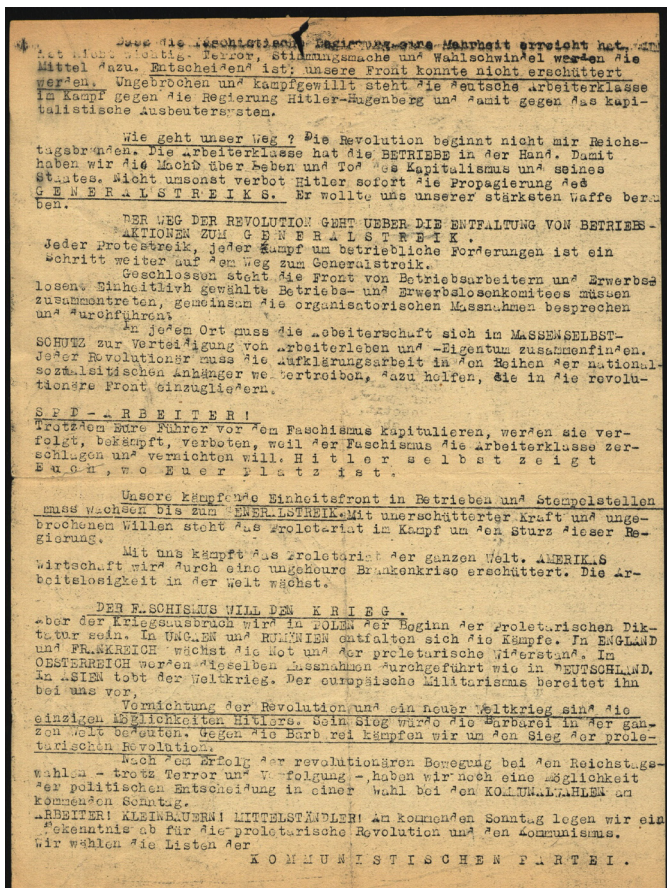 Dass die faschistische Regierung eure Mehrheit erreicht hat,
hat nicht wichtig. Terror, Stimmungsmache und Wahlschwindel werden die
Mittel dazu. Entscheidend ist: unsere Front konnte nicht erschüttert
werden. Ungebrochen und kampfgewillt steht die deutsche Arbeiterklasse
im Kampf gegen die Regierung Hitler-Hugenberg und damit gegen das kapi-
talistische Ausbeutersystem.
Wie geht unser Weg ? Die Revolution beginnt nicht mir Reichs-
tagsbränden. Die Arbeiterklasse hat die BETRIEBE in der Hand. Damit
haben wir die Macht über Leben und Tod des Kapitalismus und seines
Staates. Nicht umsonst verbot Hitler sofort die Propagierung des
G E N E R A L S T R E I K S. Er wollte uns unserer stärksten Waffe berau
ben.
DER WEG DER REVOLUTION GEHT UEBER DIE ENTFALTUNG VON BETRIEBS-
AKTIONEN ZUM G E N E R A L S T R E I K .
Jeder Protestreik, jeder Kampf um betriebliche Forderungen ist ein
Schritt weiter auf dem Weg zum Generalstreik.
Geschlossen steht die Front von Betriebsarbeitern und Erwerbs-
losen. Einheitlivh gewählte Betriebs- und Erwerbslosenkomitees müssen
zusammentreten, gemeinsam die organisatorischen Massnahmen besprechen
und durchführen.
In jedem Ort muss die Aebeiterschaft sich im MASSENSELBST-
SCHUTZ zur Verteidigung von Arbeiterleben und -Eigentum zusammenfinden.
Jeder Revolutionär muss die Aufklärungsarbeit in den Reihen der national-
sozialsitischen Anhänger weitertreiben, dazu helfen, sie in die revolu-
tionäre Front einzugliedern.
S P D - A R B E I T E R !
Trotzdem Eure Führer vor dem Faschismus kapitulieren, werden sie ver-
folgt, bekämpft, verboten, weil der Faschismus die Arbeiterklasse zer-
schlagen und vernichten will. H i t l e r s e l b s t z e i g t
E u c h , w o E u e r P l a t z i s t .
Unsere kämpfende Einheitsfront in Betrieben und Stempelstellen
muss wachsen bis zum GENERALSTREIK. Mit unerschütterter Kraft und unge-
brochenem Willen steht das Proletariat im Kampf um den Sturz dieser Re-
gierung.
Mit uns kämpft das Proletariat der ganzen Welt. AMERIKAS
Wirtschaft wird durch eine ungeheure Brankenkrise erschüttert. Die Ar-
beitslosigkeit in der Welt wächst.
DER FASCHISMUS WILL DEN K R I E G .
Aber der Kriegsausbruch wird in POLEN der Beginn der Proletarischen Dik-
tatur sein. In UNGARN und RUMÄNIEN entfalten sich die Kämpfe. In ENGLAND
und FRANKREICH wächst die Not und der proletarische Widerstand. Im
OESTERREICH werden dieselben Massnahmen durchgeführt wie in DEUTSCHLAND.
In ASIEN tobt der Weltkrieg. Der europäische Militarismus bereitet ihn
bei uns vor,
Vernichtung der Revolution und ein neuer Weltkrieg sind die
einzigen Möglichkeiten Hitlers. Sein Sieg würde die Barbarei in der gan-
zen Welt bedeuten. Gegen die Barbarei kämpfen wir um den Sieg der prole-
tarischen Revolution.
Nach dem Erfolg der revolutionären Bewegung bei den Reichstags-
wahlen - trotz Terror und Verfolgung -, haben wir noch eine Möglichkeit
der politischen Entscheidung in einer Wahl bei den KOMMUNALWAHLEN am
kommenden Sonntag.
ARBEITER! KLEINBAUERN! MITTELSTÄNDLER! Am kommenden Sonntag legen wir ein
Bekenntnis ab für die proletarische Revolution und den Kommunismus.
Wir wählen die Listen der
K O M M U N I S T I S C H E N P A R T E I .